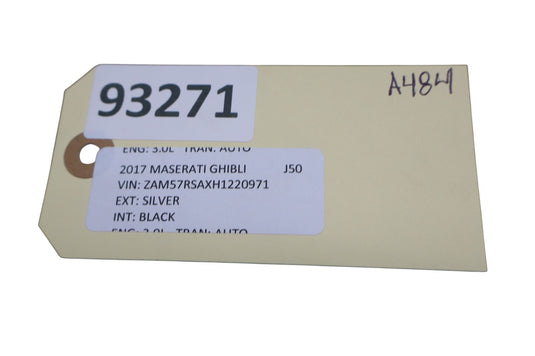 93271
A484
ENG: 3.0L TRAN: AUTO
2017 MASERATI GHIBLI J50
VIN: ZAM57RSAXH1220971
EXT: SILVER
INT: BLACK
ENG: 3.0L TRAN: AUTO